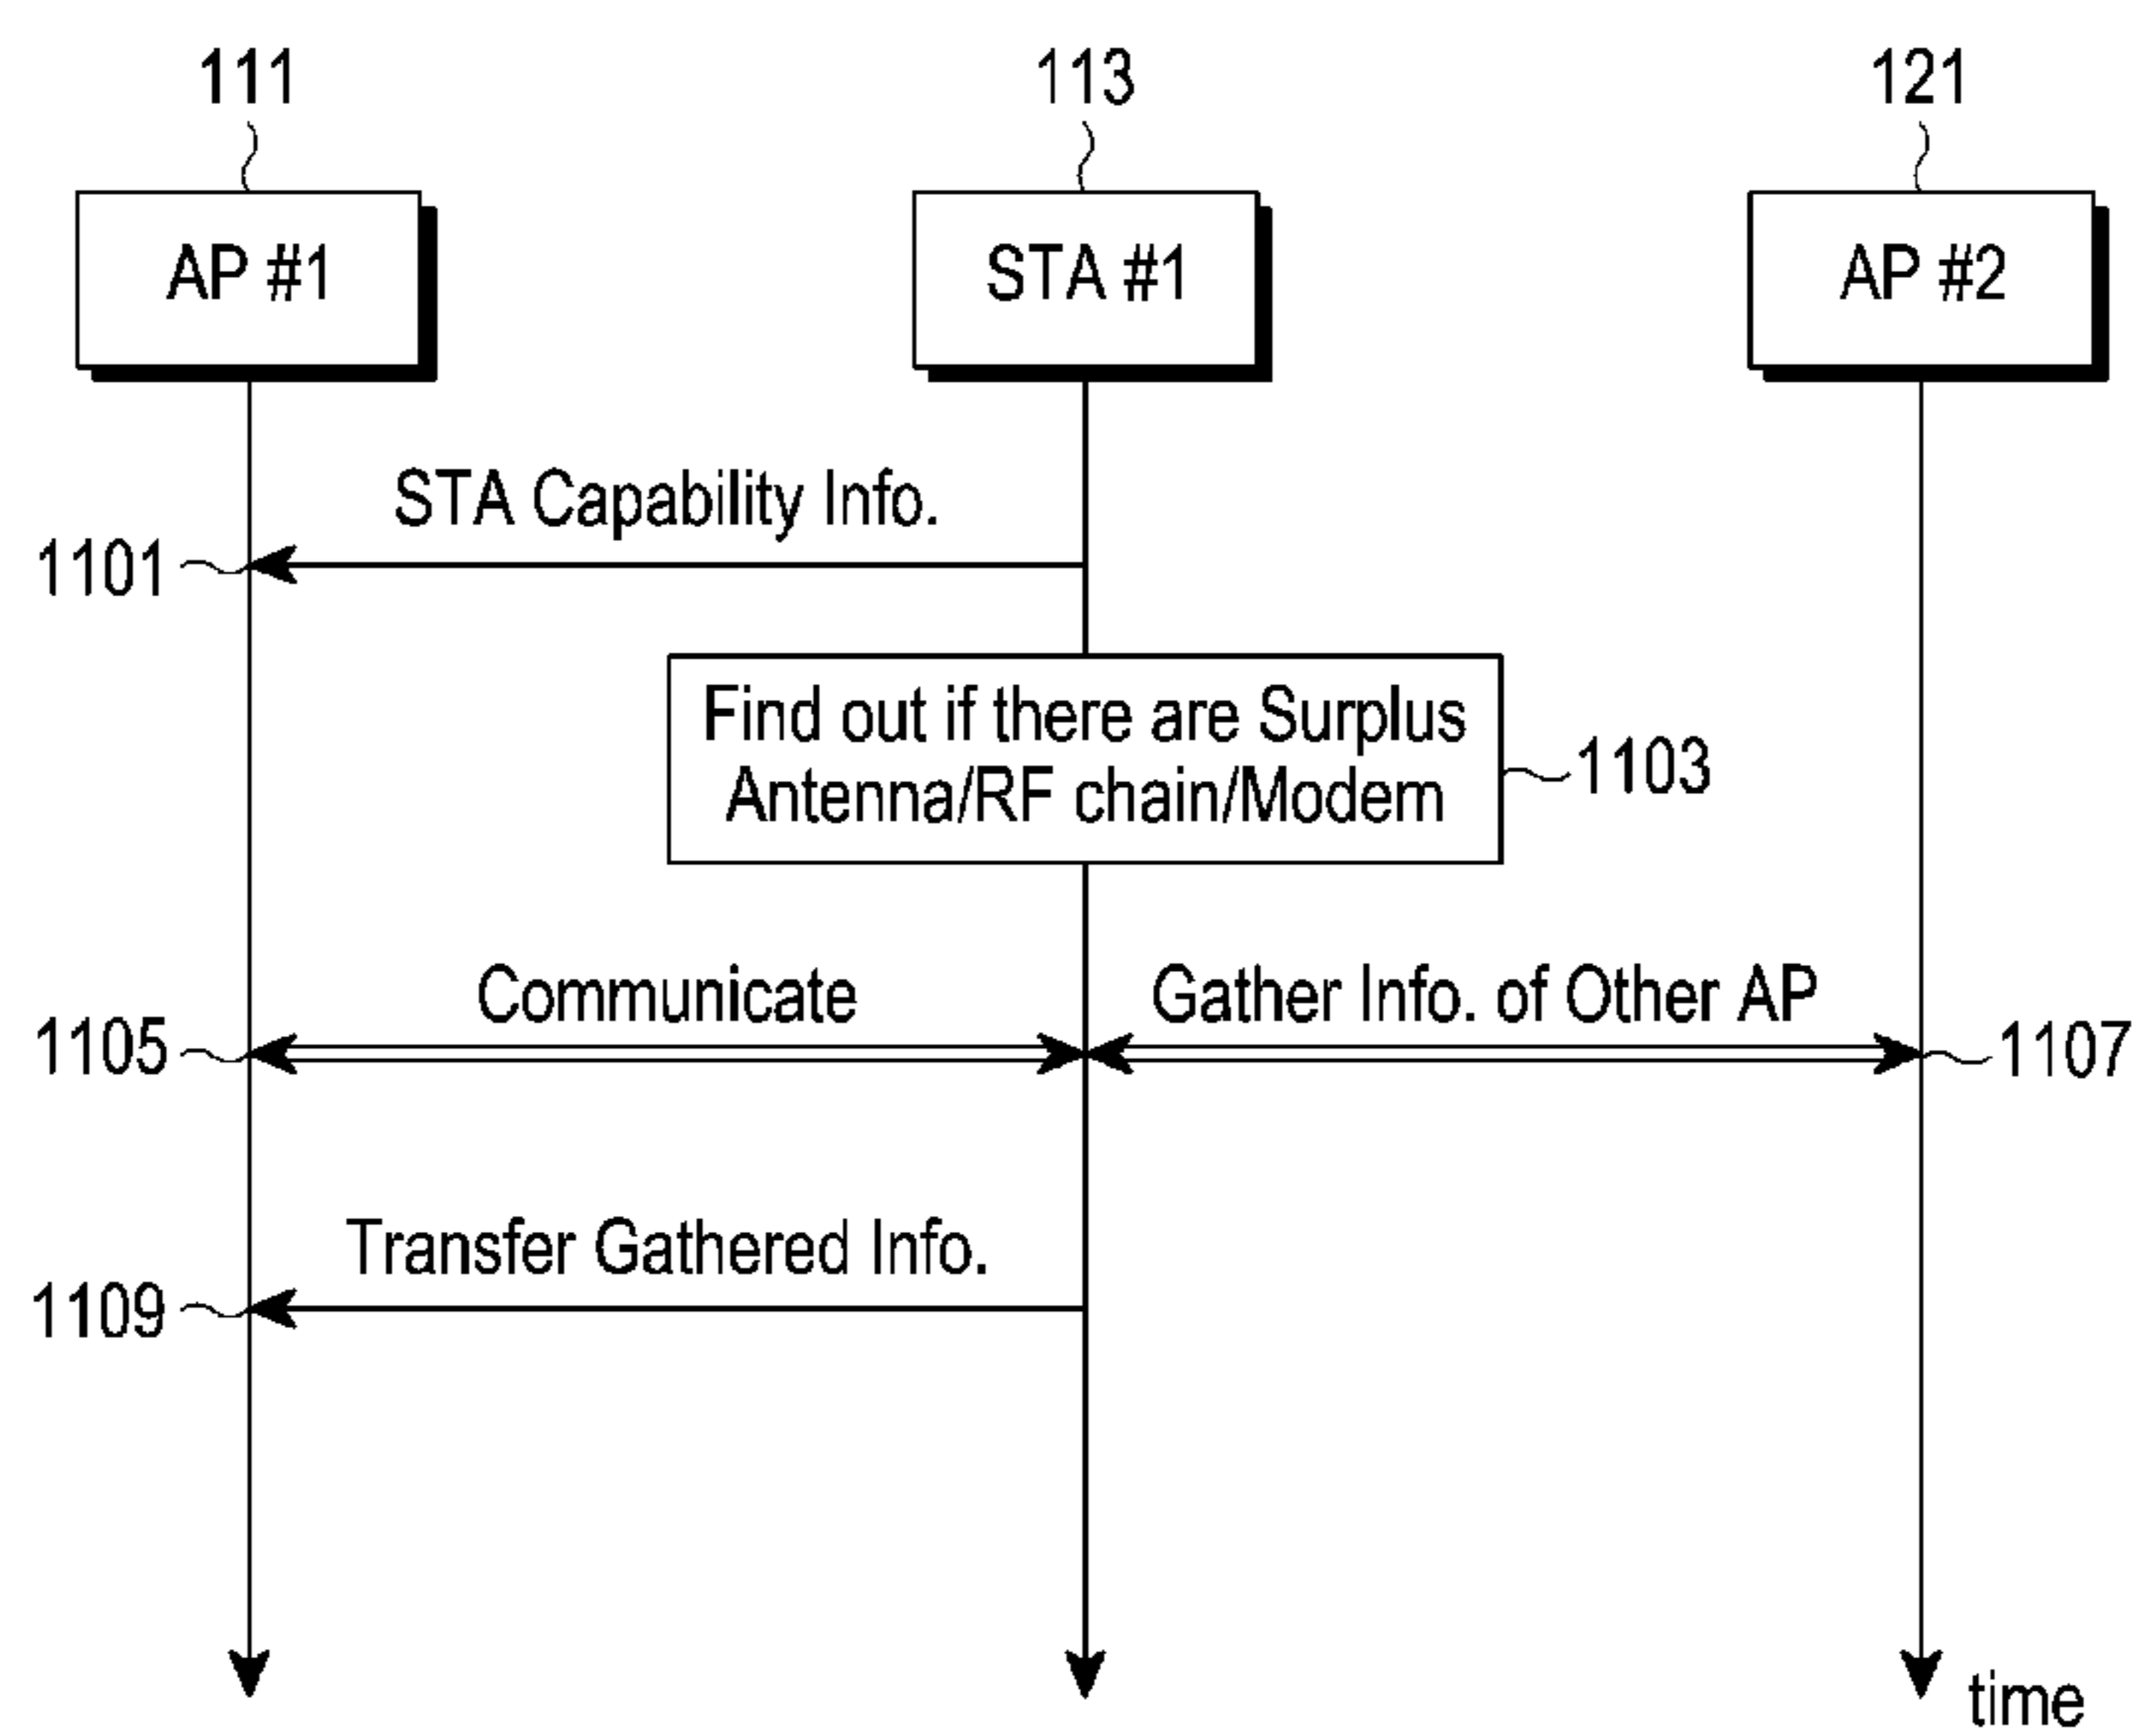 111
113
121
AP #1
STA #1
AP #2
STA Capability Info.
1101
Find out if there are Surplus
Antenna/RF chain/Modem
1103
Communicate
Gather Info. of Other AP
1105
1107
Transfer Gathered Info.
1109
time